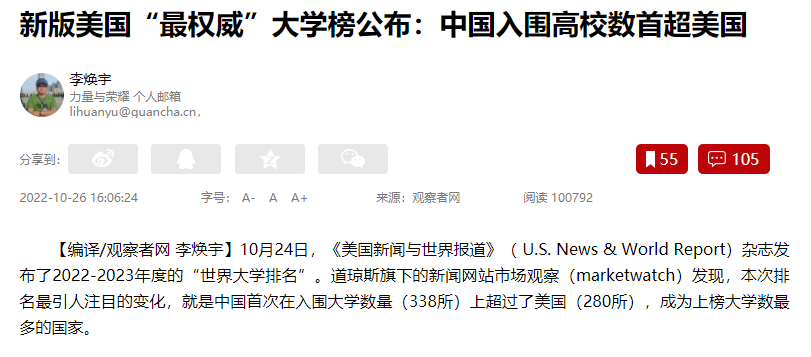 新版美国“最权威”大学榜公布：中国入围高校数首超美国
李焕宇
力量与荣耀 个人邮箱
lihuanyu@guancha.cn，
分享到： 55 105
2022-10-26 16:06:24 字号： A- A A+ 来源：观察者网 阅读 100792
【编译/观察者网 李焕宇】10月24日，《美国新闻与世界报道》（ U.S. News & World Report）杂志发
布了2022-2023年度的“世界大学排名”。道琼斯旗下的新闻网站市场观察（marketwatch）发现，本次排
名最引人注目的变化，就是中国首次在入围大学数量（338所）上超过了美国（280所），成为上榜大学数最
多的国家。